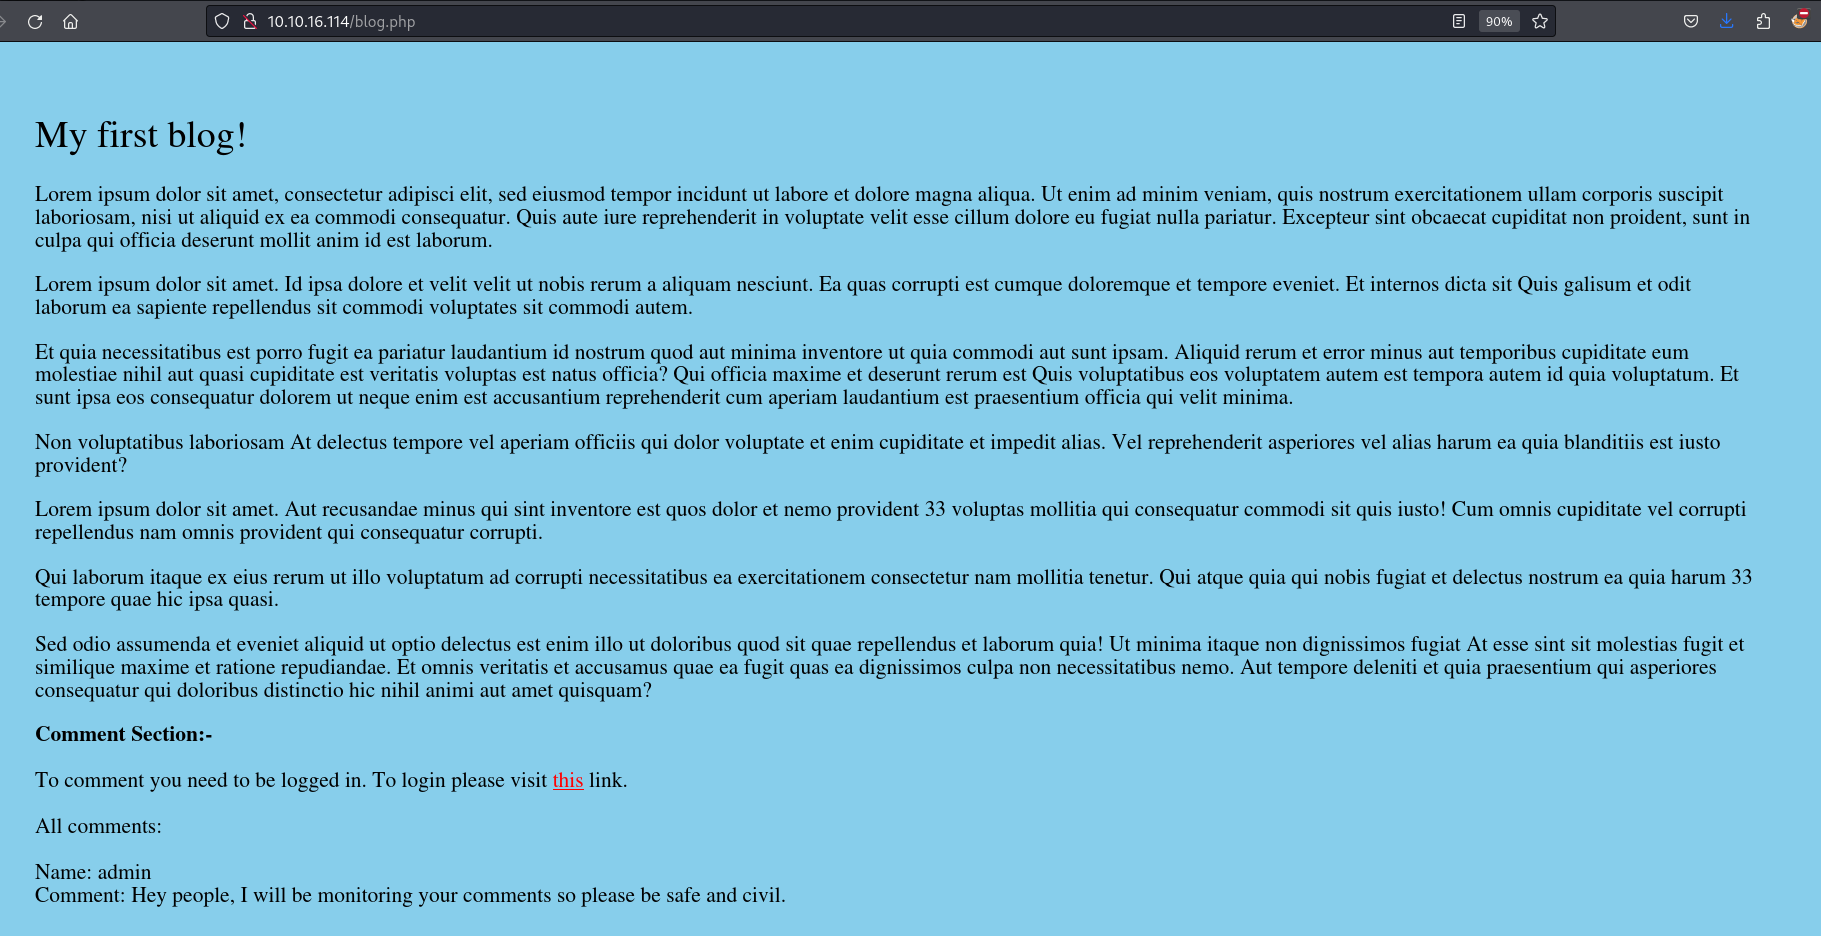 10.10.16.114/blog.php
90%
My first blog!
Lorem ipsum dolor sit amet, consectetur adipisci elit, sed eiusmod tempor incidunt ut labore et dolore magna aliqua. Ut enim ad minim veniam, quis nostrum exercitationem ullam corporis suscipit
laboriosam, nisi ut aliquid ex ea commodi consequatur. Quis aute iure reprehenderit in voluptate velit esse cillum dolore eu fugiat nulla pariatur. Excepteur sint obcaecat cupiditat non proident, sunt in
culpa qui officia deserunt mollit anim id est laborum.
Lorem ipsum dolor sit amet. Id ipsa dolore et velit velit ut nobis rerum a aliquam nesciunt. Ea quas corrupti est cumque doloremque et tempore eveniet. Et internos dicta sit Quis galisum et odit
laborum ea sapiente repellendus sit commodi voluptates sit commodi autem.
Et quia necessitatibus est porro fugit ea pariatur laudantium id nostrum quod aut minima inventore ut quia commodi aut sunt ipsam. Aliquid rerum et error minus aut temporibus cupiditate eum
molestiae nihil aut quasi cupiditate est veritatis voluptas est natus officia? Qui officia maxime et deserunt rerum est Quis voluptatibus eos voluptatem autem est tempora autem id quia voluptatum. Et
sunt ipsa eos consequatur dolorem ut neque enim est accusantium reprehenderit cum aperiam laudantium est praesentium officia qui velit minima.
Non voluptatibus laboriosam At delectus tempore vel aperiam officiis qui dolor voluptate et enim cupiditate et impedit alias. Vel reprehenderit asperiores vel alias harum ea quia blanditiis est iusto
provident?
Lorem ipsum dolor sit amet. Aut recusandae minus qui sint inventore est quos dolor et nemo provident 33 voluptas mollitia qui consequatur commodi sit quis iusto! Cum omnis cupiditate vel corrupti
repellendus nam omnis provident qui consequatur corrupti.
Qui laborum itaque ex eius rerum ut illo voluptatum ad corrupti necessitatibus ea exercitationem consectetur nam mollitia tenetur. Qui atque quia qui nobis fugiat et delectus nostrum ea quia harum 33
tempore quae hic ipsa quasi.
Sed odio assumenda et eveniet aliquid ut optio delectus est enim illo ut doloribus quod sit quae repellendus et laborum quia! Ut minima itaque non dignissimos fugiat At esse sint sit molestias fugit et
similique maxime et ratione repudiandae. Et omnis veritatis et accusamus quae ea fugit quas ea dignissimos culpa non necessitatibus nemo. Aut tempore deleniti et quia praesentium qui asperiores
consequatur qui doloribus distinctio hic nihil animi aut amet quisquam?
Comment Section:-
To comment you need to be logged in. To login please visit this link.
All comments:
Name: admin
Comment: Hey people, I will be monitoring your comments so please be safe and civil.